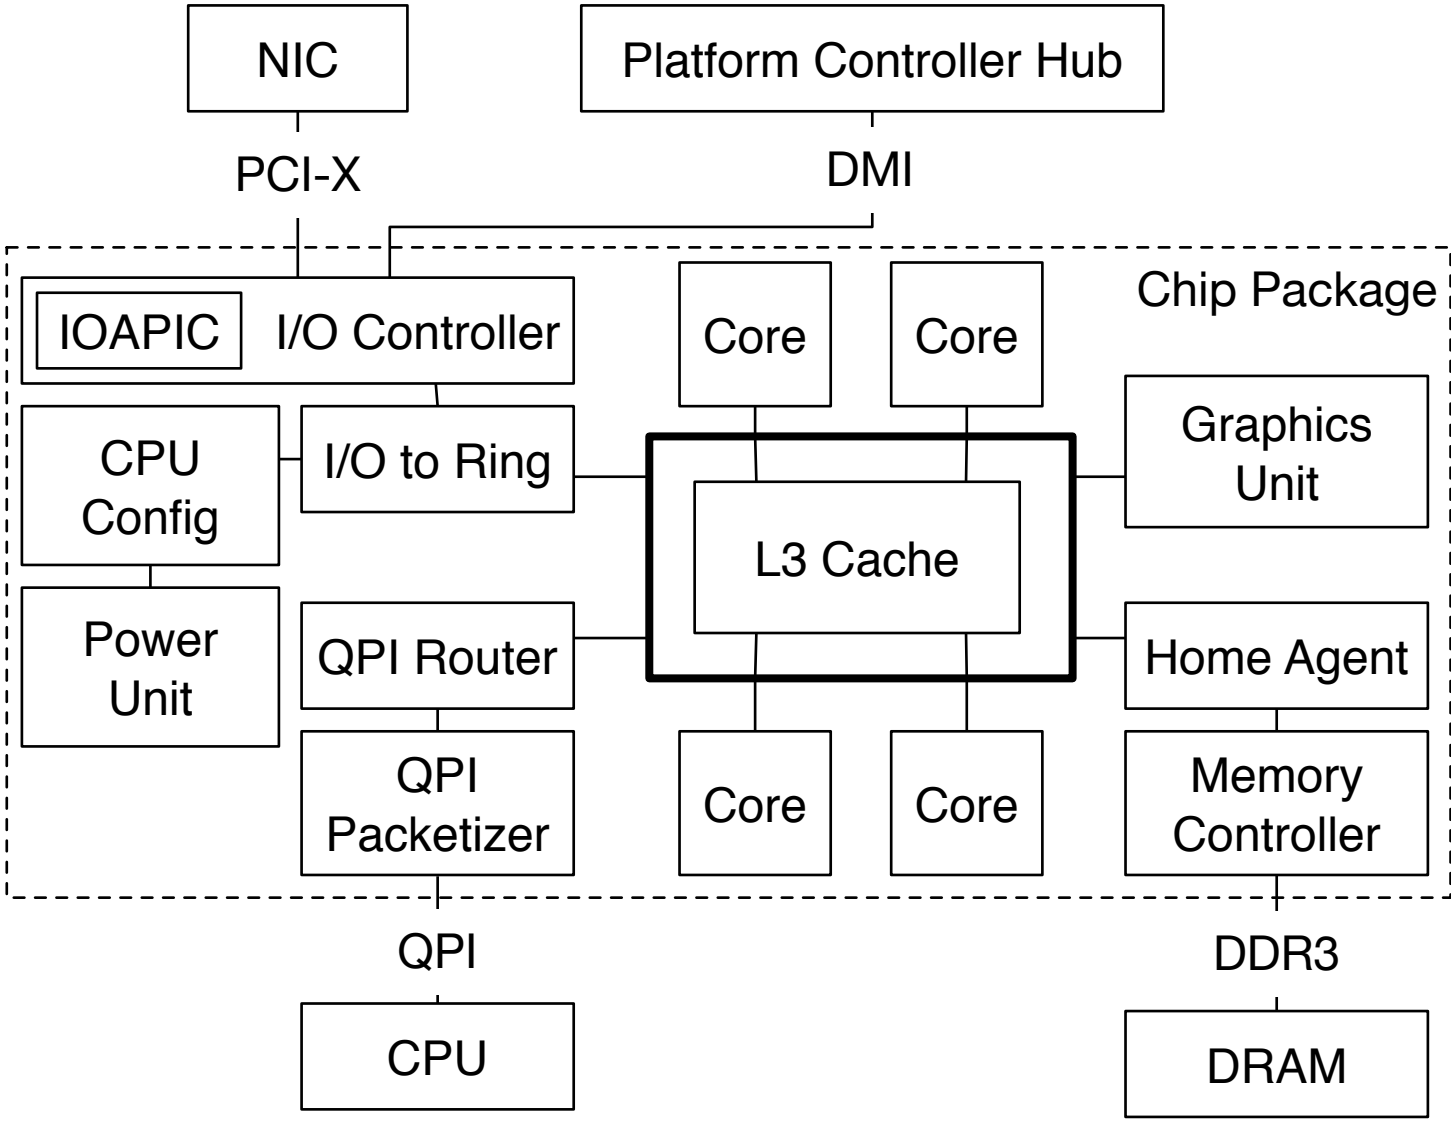 NIC
Platform Controller Hub
PCI-X
DMI
Chip Package
IOAPIC
I/O Controller
Core
Core
CPU
Config
I/O to Ring
Graphics
Unit
L3 Cache
Power
Unit
QPI Router
Home Agent
QPI
Packetizer
Core
Core
Memory
Controller
QPI
DDR3
CPU
DRAM